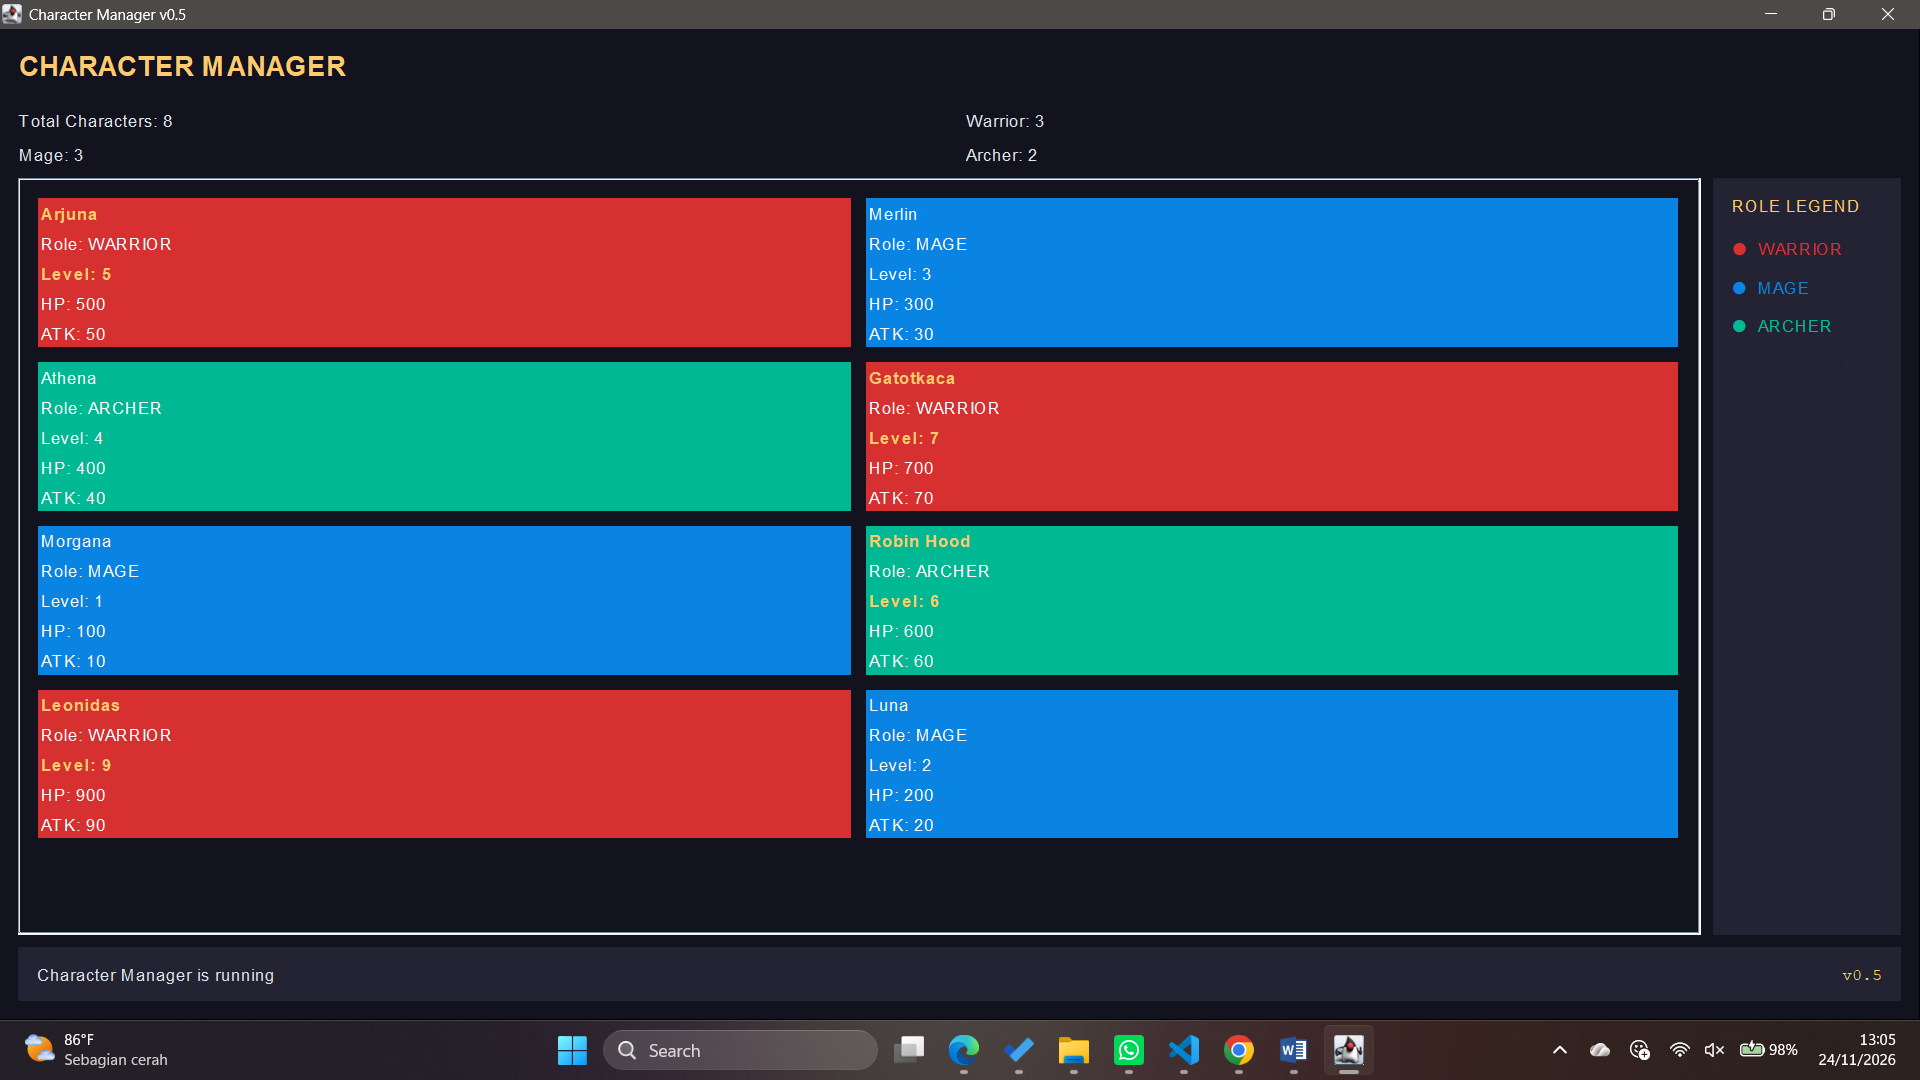 Character Manager v0.5
CHARACTER MANAGER
Total Characters: 8
Warrior: 3
Mage: 3
Archer: 2
Arjuna
Role: WARRIOR
Level: 5
HP: 500
ATK: 50
Merlin
Role: MAGE
Level: 3
HP: 300
ATK: 30
Athena
Role: ARCHER
Level: 4
HP: 400
ATK: 40
Gatotkaca
Role: WARRIOR
Level: 7
HP: 700
ATK: 70
Morgana
Role: MAGE
Level: 1
HP: 100
ATK: 10
Robin Hood
Role: ARCHER
Level: 6
HP: 600
ATK: 60
Leonidas
Role: WARRIOR
Level: 9
HP: 900
ATK: 90
Luna
Role: MAGE
Level: 2
HP: 200
ATK: 20
ROLE LEGEND
WARRIOR
MAGE
ARCHER
Character Manager is running
v0.5
86°F
Sebagian cerah
Search
98%
13:05
24/11/2026